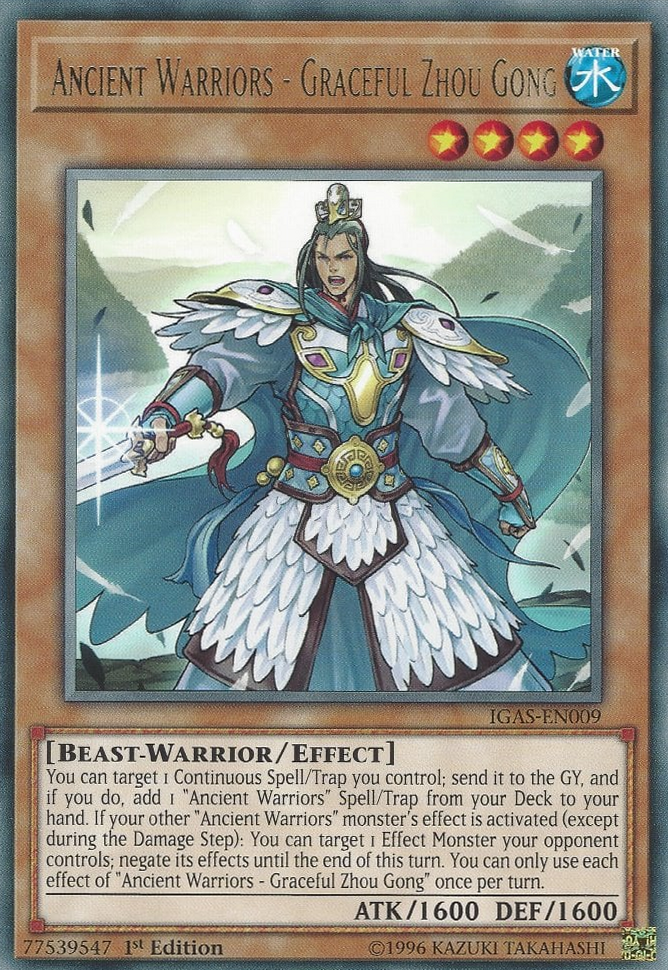 ANCIENT WARRIORS - GRACEFUL ZHOU GONG
WATER
水
IGAS-EN009
[BEAST-WARRIOR/EFFECT]
You can target 1 Continuous Spell/Trap you control; send it to the GY, and
if you do, add 1 "Ancient Warriors" Spell/Trap from your Deck to your
hand. If your other "Ancient Warriors" monster's effect is activated (except
during the Damage Step): You can target 1 Effect Monster your opponent
controls; negate its effects until the end of this turn. You can only use each
effect of "Ancient Warriors - Graceful Zhou Gong" once per turn.
ATK/1600 DEF/1600
77539547 1st Edition
©1996 KAZUKI TAKAHASHI